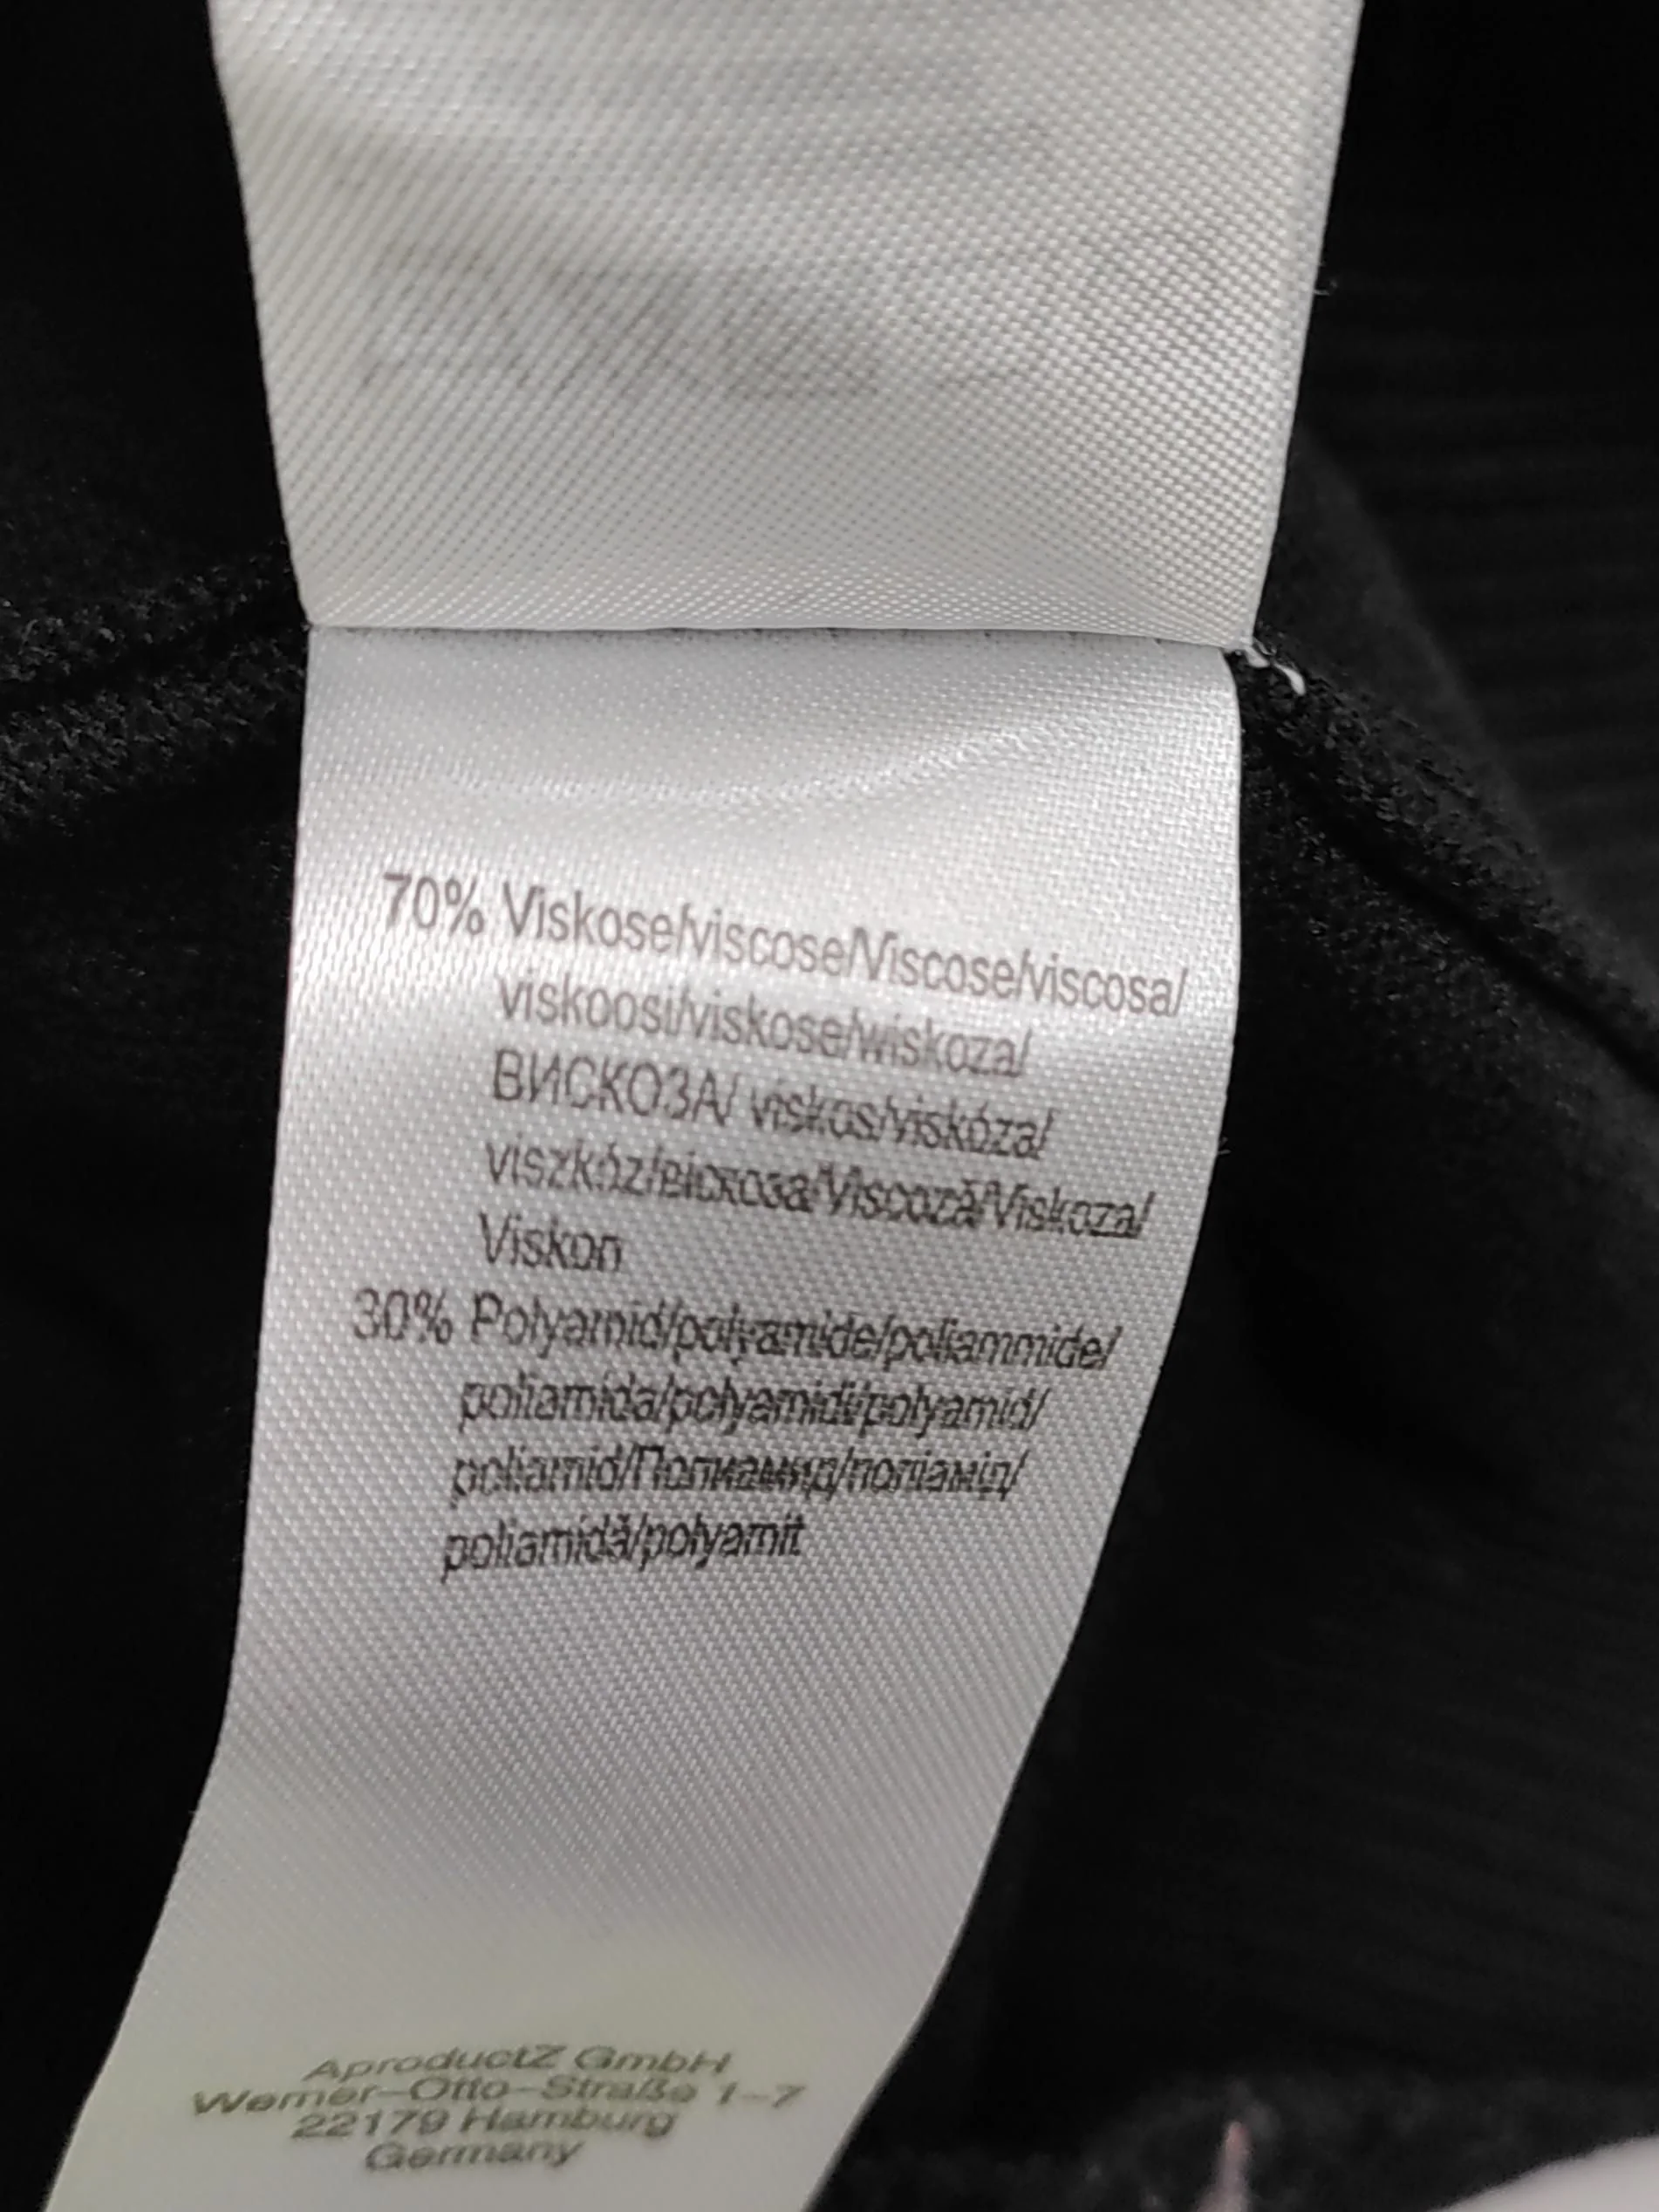 70% Viskose/viscose/Viscose/viscosa/
viskoosi/viskose/wiskoza/
ВИСКОЗА/ viskos/viskóza/
viszkóz/віскоза/Viscoză/Viskoza/
Viskon
30% Polyamid/polyamide/poliammide/
poliamida/polyamidi/polyamid/
poliamid/Полиамид/поліамід/
poliamidă/polyamit
AproductZ GmbH
Werner-Otto-Straße 1-7
22179 Hamburg
Germany